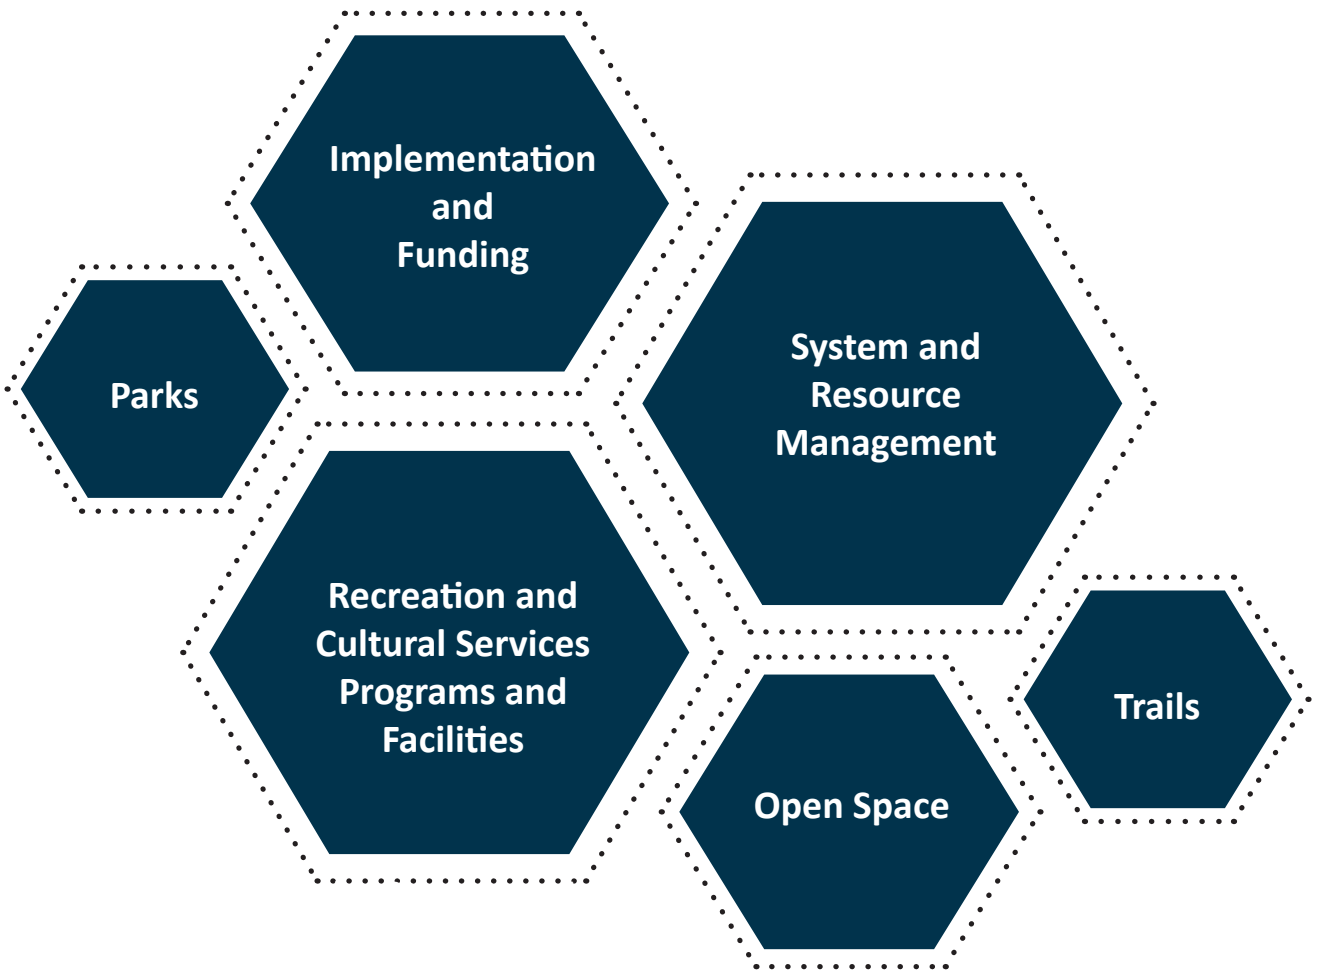 Implementation
and
Funding
System and
Resource
Management
Parks
Recreation and
Cultural Services
Programs and
Facilities
Trails
Open Space